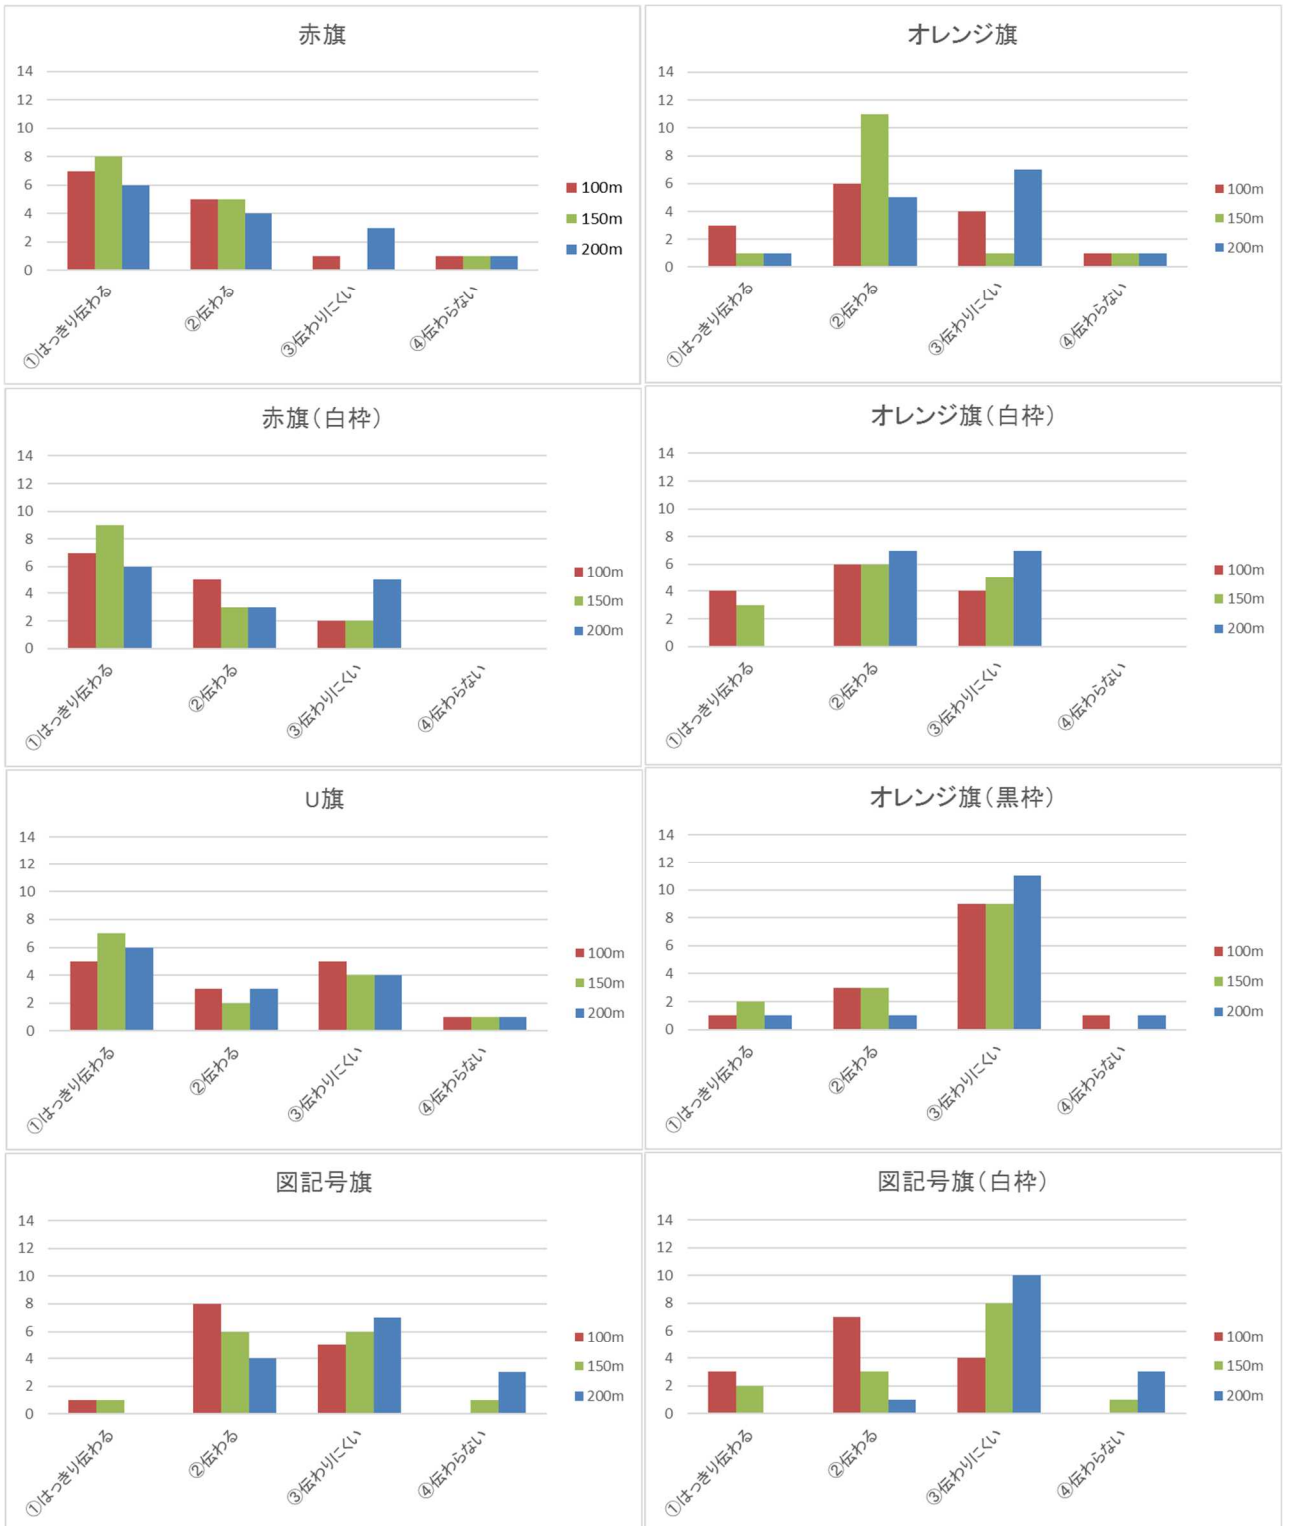 赤旗
14
12
10
8
6
4
2
0
①はっきり伝わる
②伝わる
③伝わりにくい
④伝わらない
100m
150m
200m
オレンジ旗
14
12
10
8
6
4
2
0
①はっきり伝わる
②伝わる
③伝わりにくい
④伝わらない
100m
150m
200m
赤旗（白枠）
14
12
10
8
6
4
2
0
①はっきり伝わる
②伝わる
③伝わりにくい
④伝わらない
100m
150m
200m
オレンジ旗（白枠）
14
12
10
8
6
4
2
0
①はっきり伝わる
②伝わる
③伝わりにくい
④伝わらない
100m
150m
200m
U旗
14
12
10
8
6
4
2
0
①はっきり伝わる
②伝わる
③伝わりにくい
④伝わらない
100m
150m
200m
オレンジ旗（黒枠）
14
12
10
8
6
4
2
0
①はっきり伝わる
②伝わる
③伝わりにくい
④伝わらない
100m
150m
200m
図記号旗
14
12
10
8
6
4
2
0
①はっきり伝わる
②伝わる
③伝わりにくい
④伝わらない
100m
150m
200m
図記号旗（白枠）
14
12
10
8
6
4
2
0
①はっきり伝わる
②伝わる
③伝わりにくい
④伝わらない
100m
150m
200m